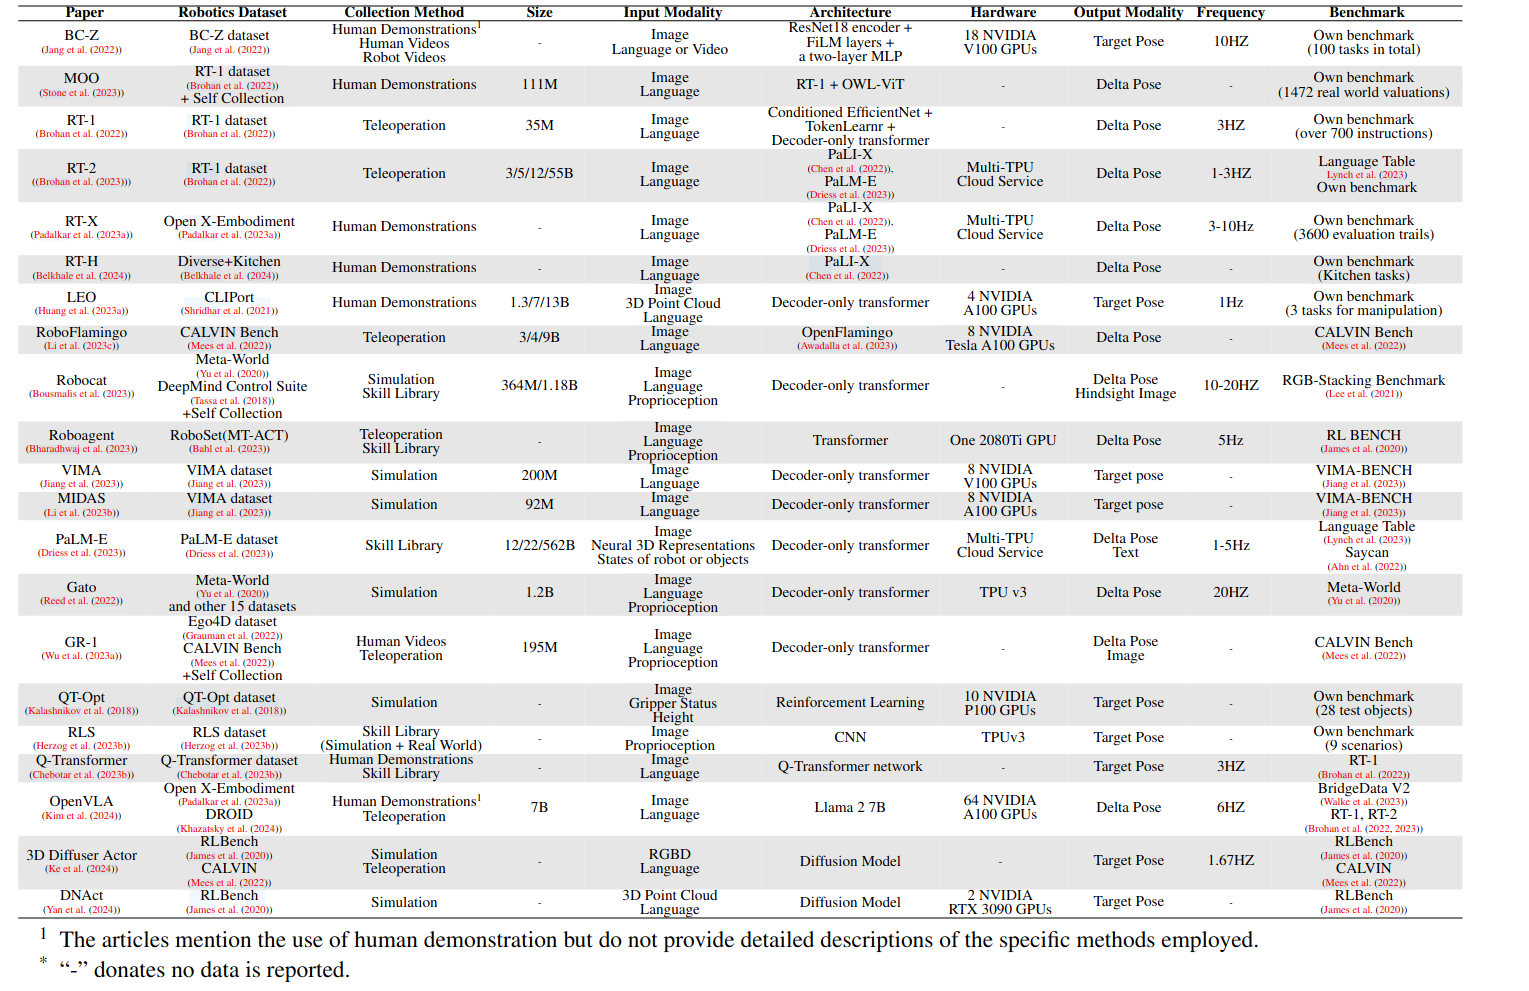 Paper Robotics Dataset Collection Method Size Input Modality Architecture Hardware Output Modality Frequency Benchmark
BC-Z (Jang et al. (2022)) BC-Z dataset (Jang et al. (2022)) Human Demonstrations1 Human Videos Robot Videos - Image Language or Video ResNet18 encoder + FiLM layers + a two-layer MLP 18 NVIDIA V100 GPUs Target Pose 10HZ Own benchmark (100 tasks in total)
MOO (Stone et al. (2023)) RT-1 dataset (Brohan et al. (2022)) + Self Collection Human Demonstrations 111M Image Language RT-1 + OWL-ViT - Delta Pose - Own benchmark (1472 real world valuations)
RT-1 (Brohan et al. (2022)) RT-1 dataset (Brohan et al. (2022)) Teleoperation 35M Image Language Conditioned EfficientNet + TokenLearnr + Decoder-only transformer - Delta Pose 3HZ Own benchmark (over 700 instructions)
RT-2 ((Brohan et al. (2023))) RT-1 dataset (Brohan et al. (2022)) Teleoperation 3/5/12/55B Image Language PaLI-X (Chen et al. (2022)), PaLM-E (Driess et al. (2023)) Multi-TPU Cloud Service Delta Pose 1-3HZ Language Table Lynch et al. (2023) Own benchmark
RT-X (Padalkar et al. (2023a)) Open X-Embodiment (Padalkar et al. (2023a)) Human Demonstrations - Image Language PaLI-X (Chen et al. (2022)), PaLM-E (Driess et al. (2023)) Multi-TPU Cloud Service Delta Pose 3-10Hz Own benchmark (3600 evaluation trails)
RT-H (Belkhale et al. (2024)) Diverse+Kitchen (Belkhale et al. (2024)) Human Demonstrations - Image Language PaLI-X (Chen et al. (2022)) - Delta Pose - Own benchmark (Kitchen tasks)
LEO (Huang et al. (2023a)) CLIPort (Shridhar et al. (2021)) Human Demonstrations 1.3/7/13B Image 3D Point Cloud Language Decoder-only transformer 4 NVIDIA A100 GPUs Target Pose 1Hz Own benchmark (3 tasks for manipulation)
RoboFlamingo (Li et al. (2023c)) CALVIN Bench (Mees et al. (2022)) Teleoperation 3/4/9B Image Language OpenFlamingo (Awadalla et al. (2023)) 8 NVIDIA Tesla A100 GPUs Delta Pose - CALVIN Bench (Mees et al. (2022))
Robocat (Bousmalis et al. (2023)) Meta-World (Yu et al. (2020)) DeepMind Control Suite (Tassa et al. (2018)) +Self Collection Simulation Skill Library 364M/1.18B Image Language Proprioception Decoder-only transformer - Delta Pose Hindsight Image 10-20HZ RGB-Stacking Benchmark (Lee et al. (2021))
Roboagent (Bharadhwaj et al. (2023)) RoboSet(MT-ACT) (Bahl et al. (2023)) Teleoperation Skill Library - Image Language Proprioception Transformer One 2080Ti GPU Delta Pose 5Hz RL BENCH (James et al. (2020))
VIMA (Jiang et al. (2023)) VIMA dataset (Jiang et al. (2023)) Simulation 200M Image Language Decoder-only transformer 8 NVIDIA V100 GPUs Target pose - VIMA-BENCH (Jiang et al. (2023))
MIDAS (Li et al. (2023b)) VIMA dataset (Jiang et al. (2023)) Simulation 92M Image Language Decoder-only transformer 8 NVIDIA A100 GPUs Target pose - VIMA-BENCH (Jiang et al. (2023))
PaLM-E (Driess et al. (2023)) PaLM-E dataset (Driess et al. (2023)) Skill Library 12/22/562B Image Neural 3D Representations States of robot or objects Decoder-only transformer Multi-TPU Cloud Service Delta Pose Text 1-5Hz Language Table (Lynch et al. (2023)) Saycan (Ahn et al. (2022))
Gato (Reed et al. (2022)) Meta-World (Yu et al. (2020)) and other 15 datasets Simulation 1.2B Image Language Proprioception Decoder-only transformer TPU v3 Delta Pose 20HZ Meta-World (Yu et al. (2020))
GR-1 (Wu et al. (2023a)) Ego4D dataset (Grauman et al. (2022)) CALVIN Bench (Mees et al. (2022)) +Self Collection Human Videos Teleoperation 195M Image Language Proprioception Decoder-only transformer - Delta Pose Image - CALVIN Bench (Mees et al. (2022))
QT-Opt (Kalashnikov et al. (2018)) QT-Opt dataset (Kalashnikov et al. (2018)) Simulation - Image Gripper Status Height Reinforcement Learning 10 NVIDIA P100 GPUs Target Pose - Own benchmark (28 test objects)
RLS (Herzog et al. (2023b)) RLS dataset (Herzog et al. (2023b)) Skill Library (Simulation + Real World) - Image Proprioception CNN TPUv3 Target Pose - Own benchmark (9 scenarios)
Q-Transformer (Chebotar et al. (2023b)) Q-Transformer dataset (Chebotar et al. (2023b)) Human Demonstrations Skill Library - Image Language Q-Transformer network - Target Pose 3HZ RT-1 (Brohan et al. (2022))
OpenVLA (Kim et al. (2024)) Open X-Embodiment (Padalkar et al. (2023a)) DROID (Khazatsky et al. (2024)) Human Demonstrations1 Teleoperation 7B Image Language Llama 2 7B 64 NVIDIA A100 GPUs Delta Pose 6HZ BridgeData V2 (Walke et al. (2023)) RT-1, RT-2 (Brohan et al. (2022, 2023))
3D Diffuser Actor (Ke et al. (2024)) RLBench (James et al. (2020)) CALVIN (Mees et al. (2022)) Simulation Teleoperation - RGBD Language Diffusion Model - Target Pose 1.67HZ RLBench (James et al. (2020)) CALVIN (Mees et al. (2022))
DNAct (Yan et al. (2024)) RLBench (James et al. (2020)) Simulation - 3D Point Cloud Language Diffusion Model 2 NVIDIA RTX 3090 GPUs Target Pose - RLBench (James et al. (2020))
1 The articles mention the use of human demonstration but do not provide detailed descriptions of the specific methods employed.
* “-” donates no data is reported.